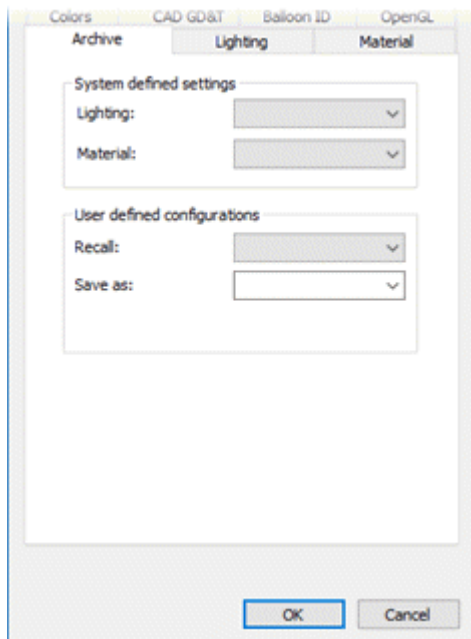 Colors CAD GD&T Balloon ID OpenGL
Archive Lighting Material
System defined settings
Lighting:
Material:
User defined configurations
Recall:
Save as:
OK Cancel